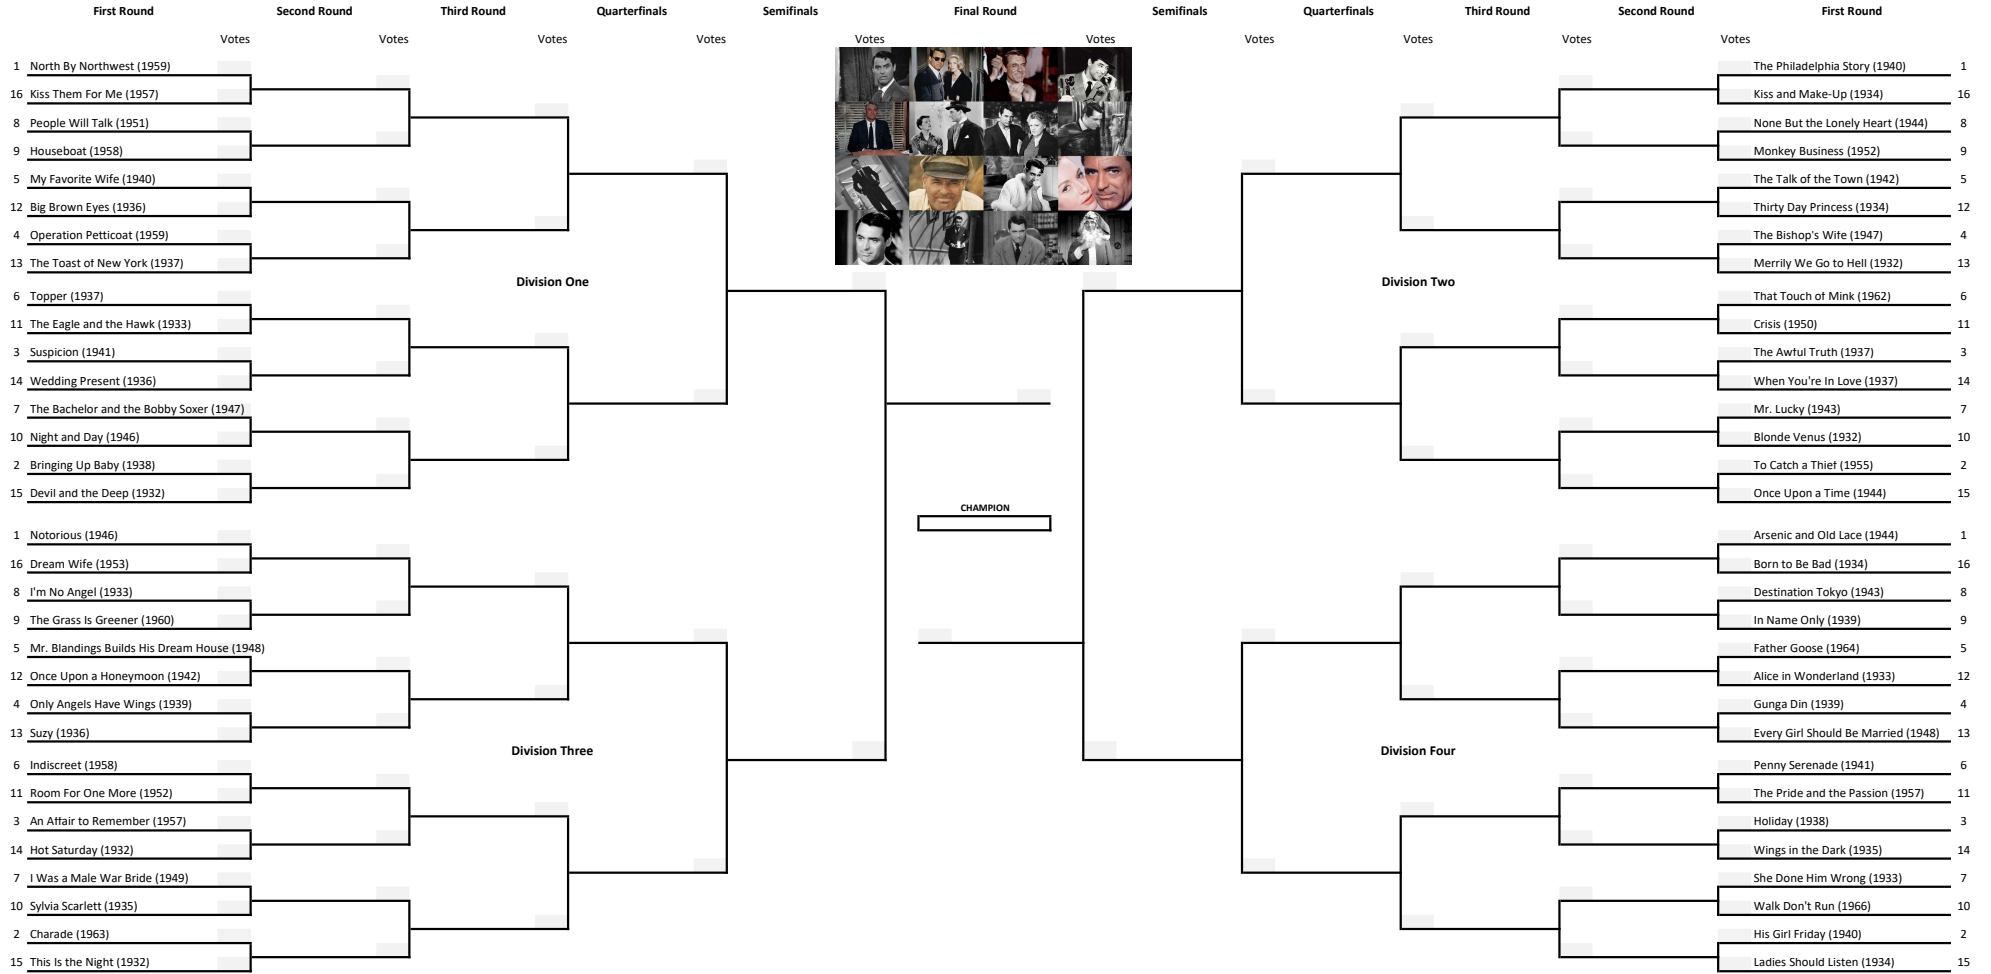 First Round Second Round Third Round Quarterfinals Semifinals Final Round Semifinals Quarterfinals Third Round Second Round First Round
Votes Votes Votes Votes Votes Votes Votes Votes Votes Votes
1 North By Northwest (1959)
16 Kiss Them For Me (1957)
8 People Will Talk (1951)
9 Houseboat (1958)
5 My Favorite Wife (1940)
12 Big Brown Eyes (1936)
4 Operation Petticoat (1959)
13 The Toast of New York (1937)
Division One
6 Topper (1937)
11 The Eagle and the Hawk (1933)
3 Suspicion (1941)
14 Wedding Present (1936)
7 The Bachelor and the Bobby Soxer (1947)
10 Night and Day (1946)
2 Bringing Up Baby (1938)
15 Devil and the Deep (1932)
1 Notorious (1946)
16 Dream Wife (1953)
8 I'm No Angel (1933)
9 The Grass Is Greener (1960)
5 Mr. Blandings Builds His Dream House (1948)
12 Once Upon a Honeymoon (1942)
4 Only Angels Have Wings (1939)
13 Suzy (1936)
Division Three
6 Indiscreet (1958)
11 Room For One More (1952)
3 An Affair to Remember (1957)
14 Hot Saturday (1932)
7 I Was a Male War Bride (1949)
10 Sylvia Scarlett (1935)
2 Charade (1963)
15 This Is the Night (1932)
CHAMPION
The Philadelphia Story (1940) 1
Kiss and Make-Up (1934) 16
None But the Lonely Heart (1944) 8
Monkey Business (1952) 9
The Talk of the Town (1942) 5
Thirty Day Princess (1934) 12
The Bishop's Wife (1947) 4
Merrily We Go to Hell (1932) 13
Division Two
That Touch of Mink (1962) 6
Crisis (1950) 11
The Awful Truth (1937) 3
When You're In Love (1937) 14
Mr. Lucky (1943) 7
Blonde Venus (1932) 10
To Catch a Thief (1955) 2
Once Upon a Time (1944) 15
Arsenic and Old Lace (1944) 1
Born to Be Bad (1934) 16
Destination Tokyo (1943) 8
In Name Only (1939) 9
Father Goose (1964) 5
Alice in Wonderland (1933) 12
Gunga Din (1939) 4
Every Girl Should Be Married (1948) 13
Division Four
Penny Serenade (1941) 6
The Pride and the Passion (1957) 11
Holiday (1938) 3
Wings in the Dark (1935) 14
She Done Him Wrong (1933) 7
Walk Don't Run (1966) 10
His Girl Friday (1940) 2
Ladies Should Listen (1934) 15